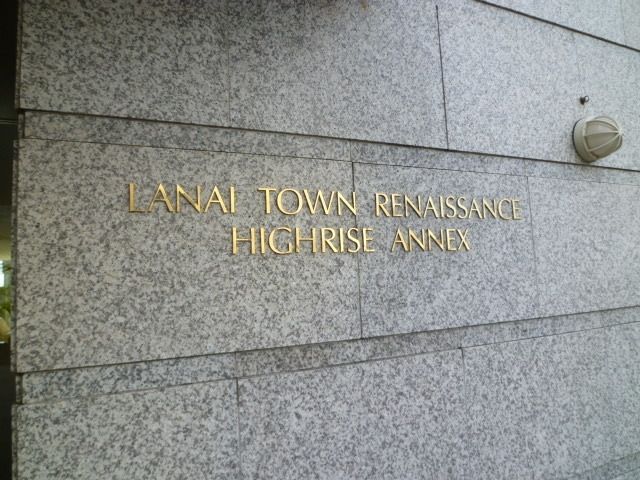 LANAI TOWN RENAISSANCE
HIGHRISE ANNEX